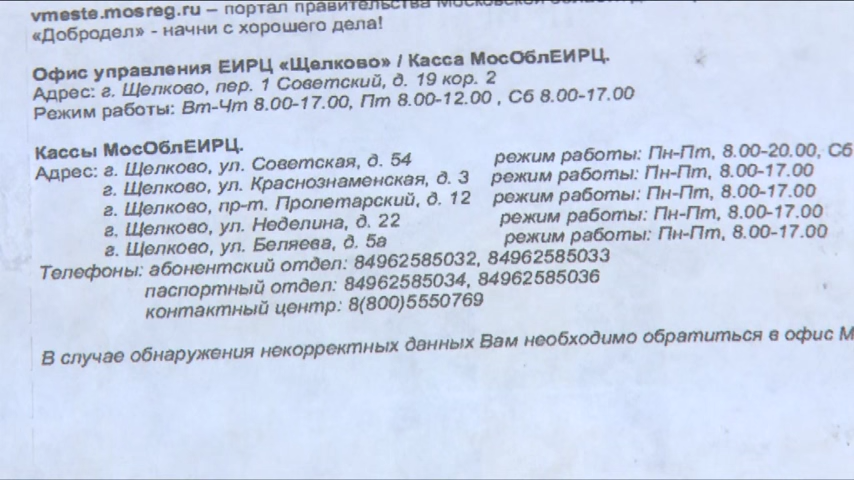 vmeste.mosreg.ru – портал правительства Московской
«Добродел» - начни с хорошего дела!
Офис управления ЕИРЦ «Щелково» / Касса МосОблЕИРЦ.
Адрес: г. Щелково, пер. 1 Советский, д. 19 кор. 2
Режим работы: Вт-Чт 8.00-17.00, Пт 8.00-12.00 , Сб 8.00-17.00
Кассы МосОблЕИРЦ.
Адрес: г. Щелково, ул. Советская, д. 54 режим работы: Пн-Пт, 8.00-20.00, Сб
г. Щелково, ул. Краснознаменская, д. 3 режим работы: Пн-Пт, 8.00-17.00
г. Щелково, пр-т. Пролетарский, д. 12 режим работы: Пн-Пт, 8.00-17.00
г. Щелково, ул. Неделина, д. 22 режим работы: Пн-Пт, 8.00-17.00
г. Щелково, ул. Беляева, д. 5а режим работы: Пн-Пт, 8.00-17.00
Телефоны: абонентский отдел: 84962585032, 84962585033
паспортный отдел: 84962585034, 84962585036
контактный центр: 8(800)5550769
В случае обнаружения некорректных данных Вам необходимо обратиться в офис М